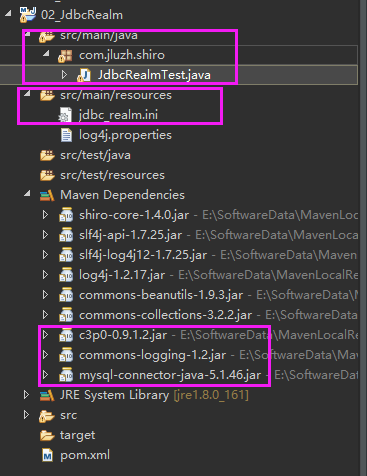 02_JdbcRealm
src/main/java
com.jluzh.shiro
JdbcRealmTest.java
src/main/resources
jdbc_realm.ini
log4j.properties
src/test/java
src/test/resources
Maven Dependencies
shiro-core-1.4.0.jar - E:\SoftwareData\MavenLocal
slf4j-api-1.7.25.jar - E:\SoftwareData\MavenLocal
slf4j-log4j12-1.7.25.jar - E:\SoftwareData\Maven
log4j-1.2.17.jar - E:\SoftwareData\MavenLocalRe
commons-beanutils-1.9.3.jar - E:\SoftwareData\
commons-collections-3.2.2.jar - E:\SoftwareData
c3p0-0.9.1.2.jar - E:\SoftwareData\MavenLocalRe
commons-logging-1.2.jar - E:\SoftwareData\Mav
mysql-connector-java-5.1.46.jar - E:\SoftwareDa
JRE System Library [jre1.8.0_161]
src
target
pom.xml